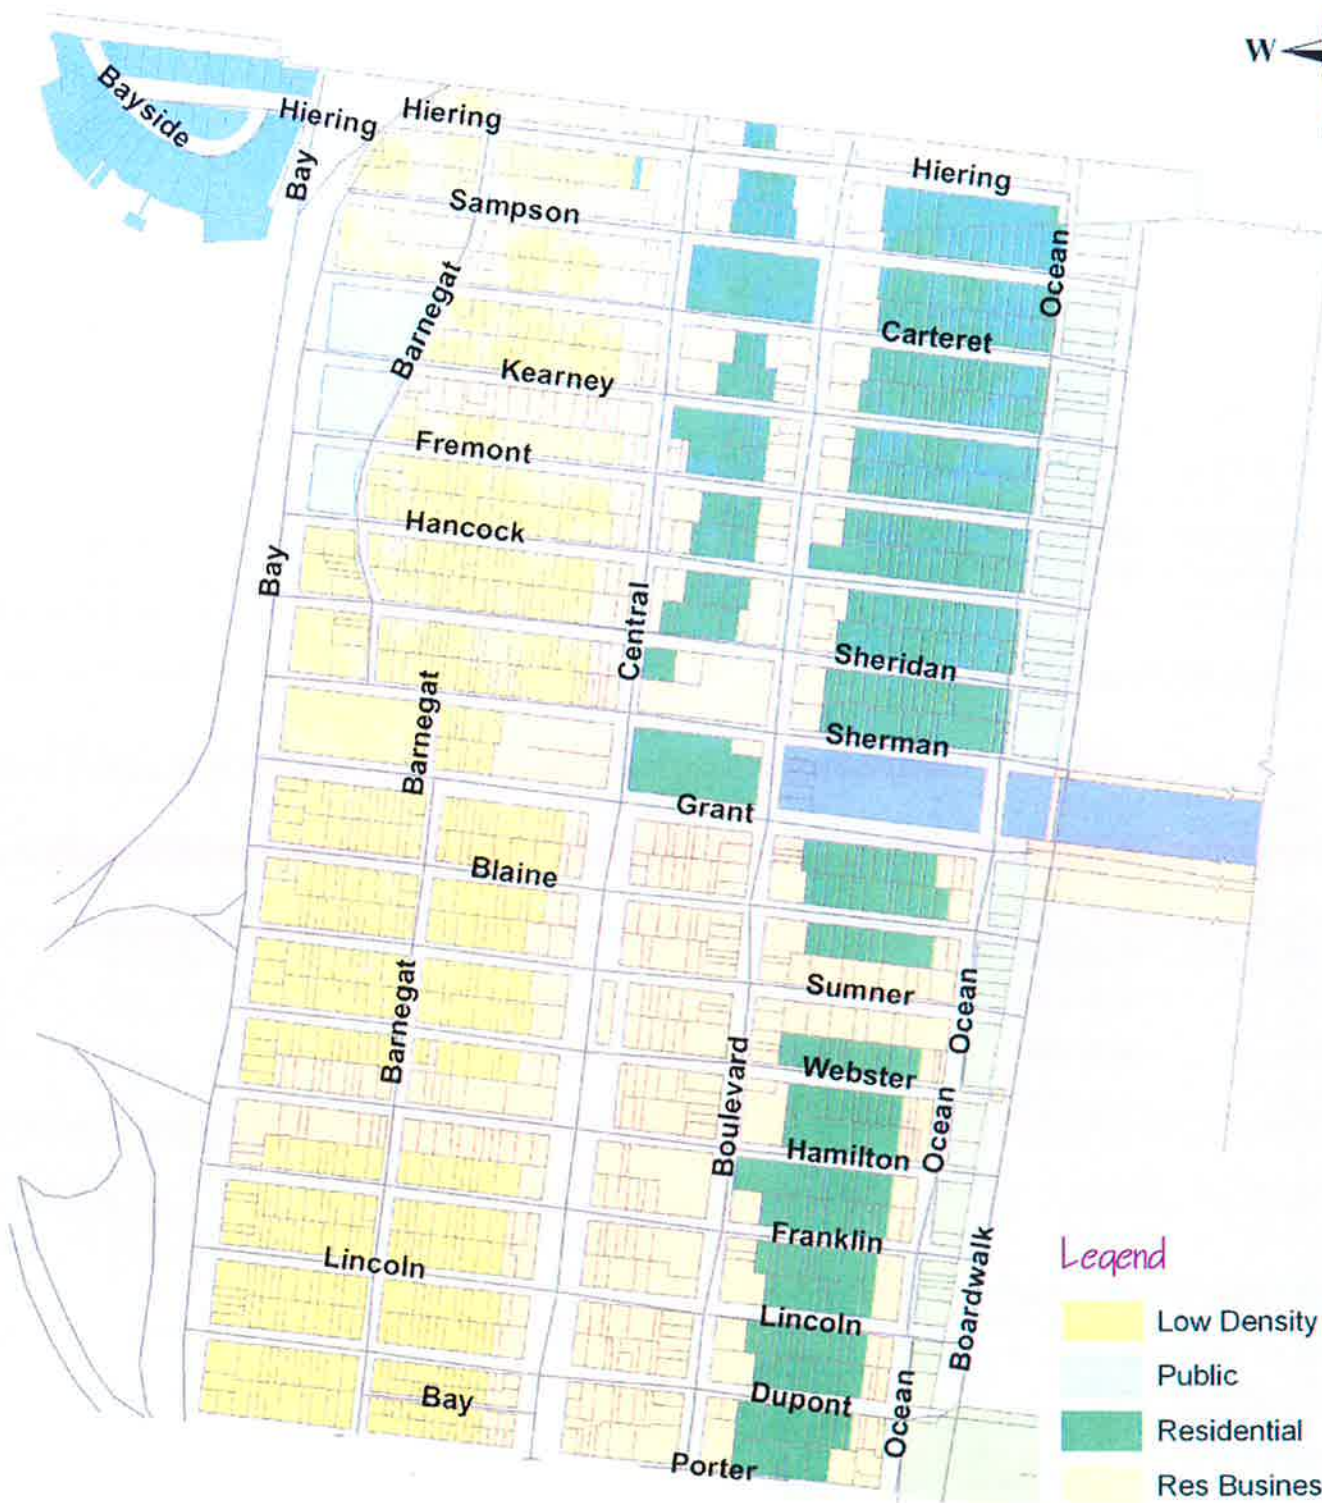 W
Bayside
Hiering
Hiering
Hiering
Bay
Sampson
Ocean
Barnegat
Carteret
Kearney
Fremont
Hancock
Bay
Central
Sheridan
Barnegat
Sherman
Grant
Blaine
Barnegat
Sumner
Ocean
Boulevard
Webster
Ocean
Hamilton
Franklin
Boardwalk
Lincoln
Lincoln
Bay
Dupont
Ocean
Porter
Legend
Low Density
Public
Residential
Res Busines